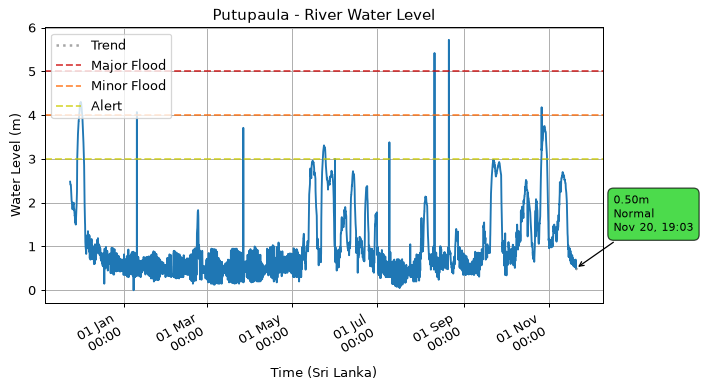 Putupaula - River Water Level
Water Level (m)
6
5
4
3
2
1
0
Trend
Major Flood
Minor Flood
Alert
0.50m
Normal
Nov 20, 19:03
01 Jan
00:00
01 Mar
00:00
01 May
00:00
01 Jul
00:00
01 Sep
00:00
01 Nov
00:00
Time (Sri Lanka)